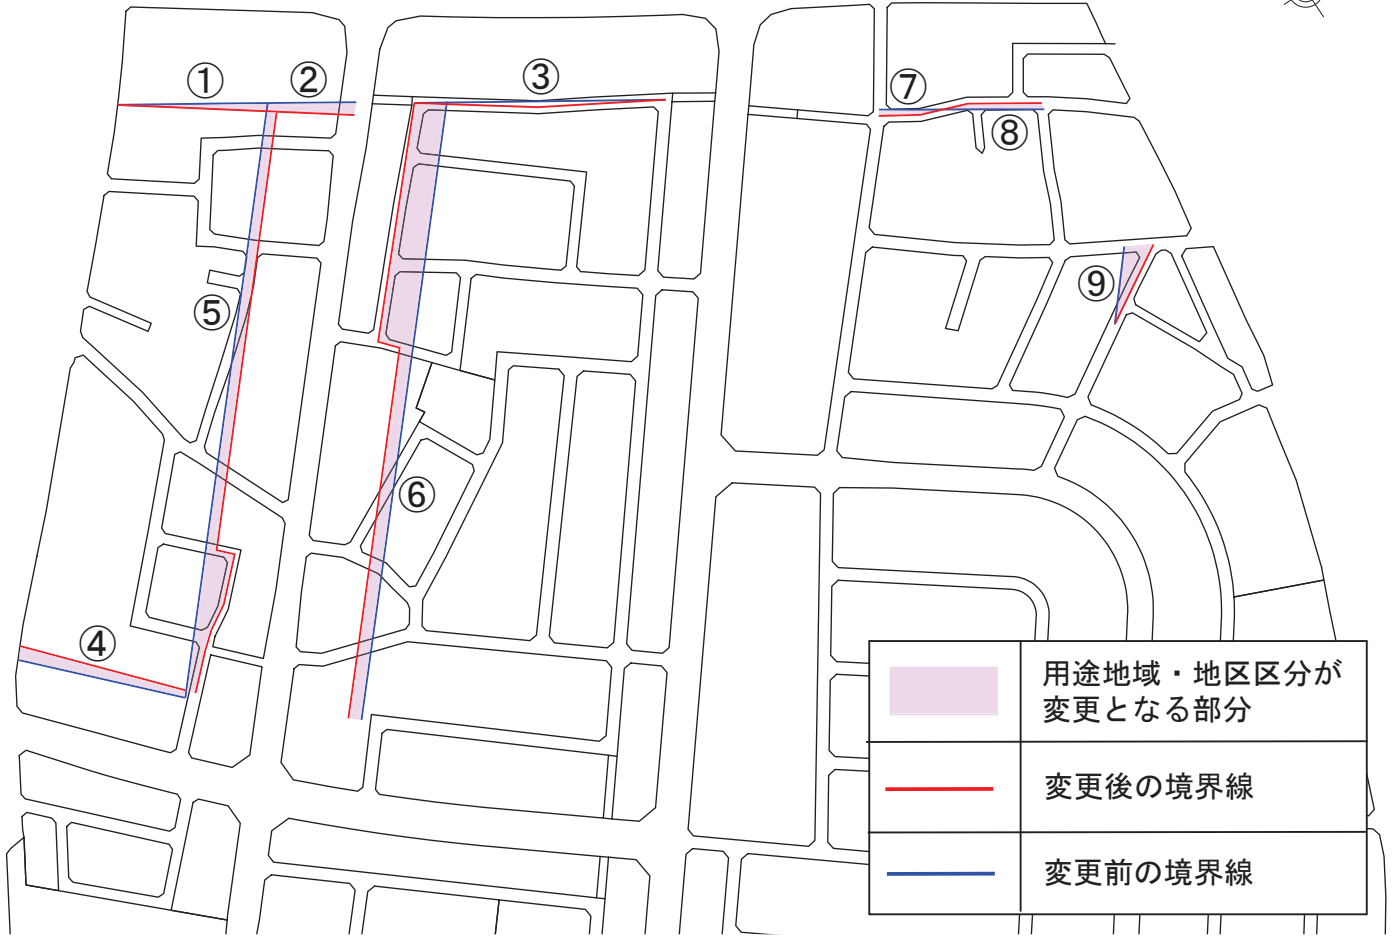 ①
②
③
⑦
⑧
⑨
⑤
⑥
④
用途地域・地区区分が
変更となる部分
変更後の境界線
変更前の境界線